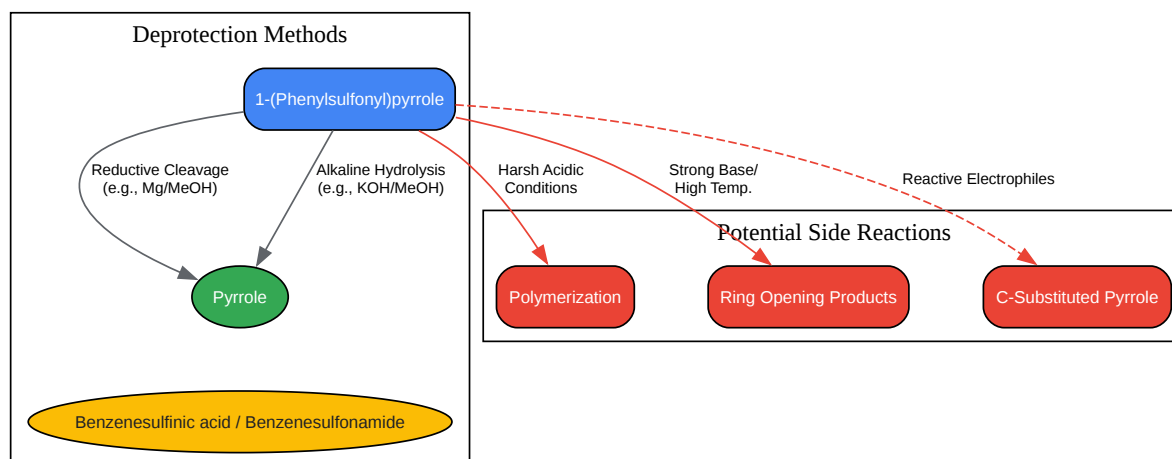 Deprotection Methods
1-(Phenylsulfonyl)pyrrole
Reductive Cleavage
(e.g., Mg/MeOH)
Alkaline Hydrolysis
(e.g., KOH/MeOH)
Harsh Acidic
Conditions
Strong Base/
High Temp.
Reactive Electrophiles
Potential Side Reactions
Pyrrole
Polymerization
Ring Opening Products
C-Substituted Pyrrole
Benzenesulfinic acid / Benzenesulfonamide